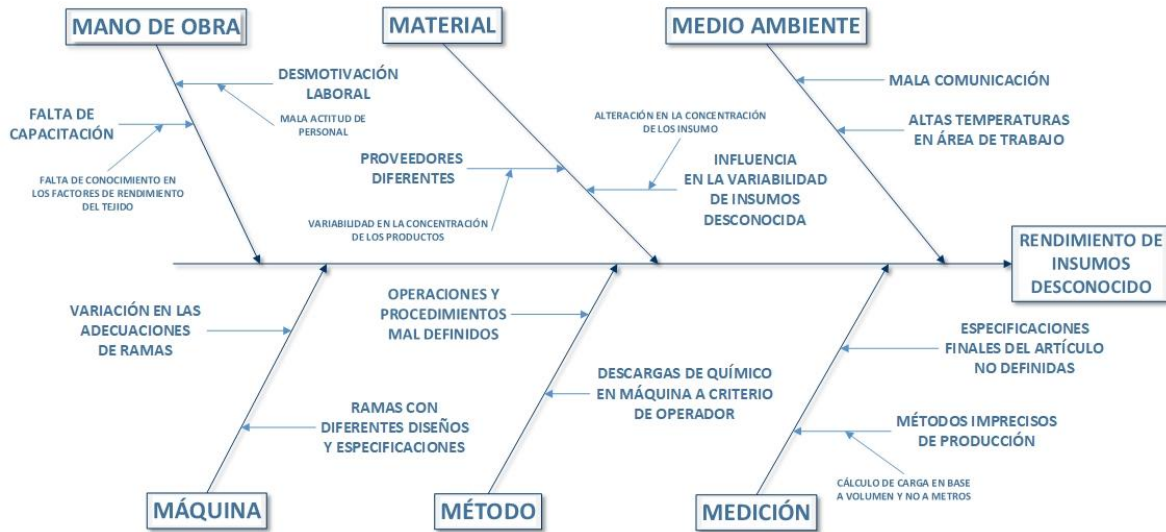 MANO DE OBRA
MATERIAL
MEDIO AMBIENTE
DESMOTIVACIÓN
LABORAL
MALA ACTITUD DE
PERSONAL
FALTA DE
CAPACITACIÓN
FALTA DE CONOCIMIENTO EN
LOS FACTORES DE RENDIMIENTO
DEL TEJIDO
PROVEEDORES
DIFERENTES
VARIABILIDAD EN LA CONCENTRACIÓN
DE LOS PRODUCTOS
ALTERACIÓN EN LA CONCENTRACIÓN
DE LOS INSUMO
INFLUENCIA
EN LA VARIABILIDAD
DE INSUMOS
DESCONOCIDA
MALA COMUNICACIÓN
ALTAS TEMPERATURAS
EN ÁREA DE TRABAJO
RENDIMIENTO DE
INSUMOS
DESCONOCIDO
VARIACIÓN EN LAS
ADECUACIONES
DE RAMAS
RAMAS CON
DIFERENTES DISEÑOS
Y ESPECIFICACIONES
OPERACIONES Y
PROCEDIMIENTOS
MAL DEFINIDOS
DESCARGAS DE QUÍMICO
EN MÁQUINA A CRITERIO
DE OPERADOR
ESPECIFICACIONES
FINALES DEL ARTÍCULO
NO DEFINIDAS
MÉTODOS IMPRECISOS
DE PRODUCCIÓN
CÁLCULO DE CARGA EN BASE
A VOLUMEN Y NO A METROS
MÁQUINA
MÉTODO
MEDICIÓN